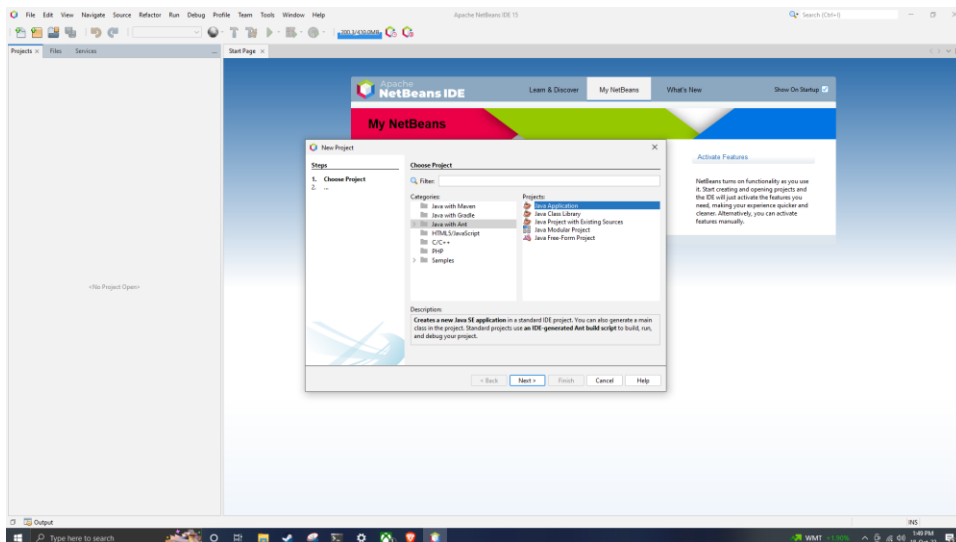 File Edit View Navigate Source Refactor Run Debug Profile Team Tools Window Help
Apache NetBeans IDE 15
Search (Ctrl+I)
Projects
Files
Services
Start Page
Apache
NetBeans IDE
Learn & Discover
My NetBeans
What's New
Show On Startup
My NetBeans
Activate Features
NetBeans turns on functionality as you use
it. Start creating and opening projects and
the IDE will just activate the features you
need, making your experience quicker and
cleaner. Alternatively, you can activate
features manually.
<No Project Open>
New Project
Steps
1. Choose Project
2. ...
Choose Project
Filter:
Categories:
Java with Maven
Java with Gradle
Java with Ant
HTML5/JavaScript
C/C++
PHP
Samples
Projects:
Java Application
Java Class Library
Java Project with Existing Sources
Java Modular Project
Java Free-Form Project
Description:
Creates a new Java SE application in a standard IDE project. You can also generate a main
class in the project. Standard projects use an IDE-generated Ant build script to build, run,
and debug your project.
< Back
Next >
Finish
Cancel
Help
Output
INS
Type here to search
WMT
1:49 PM